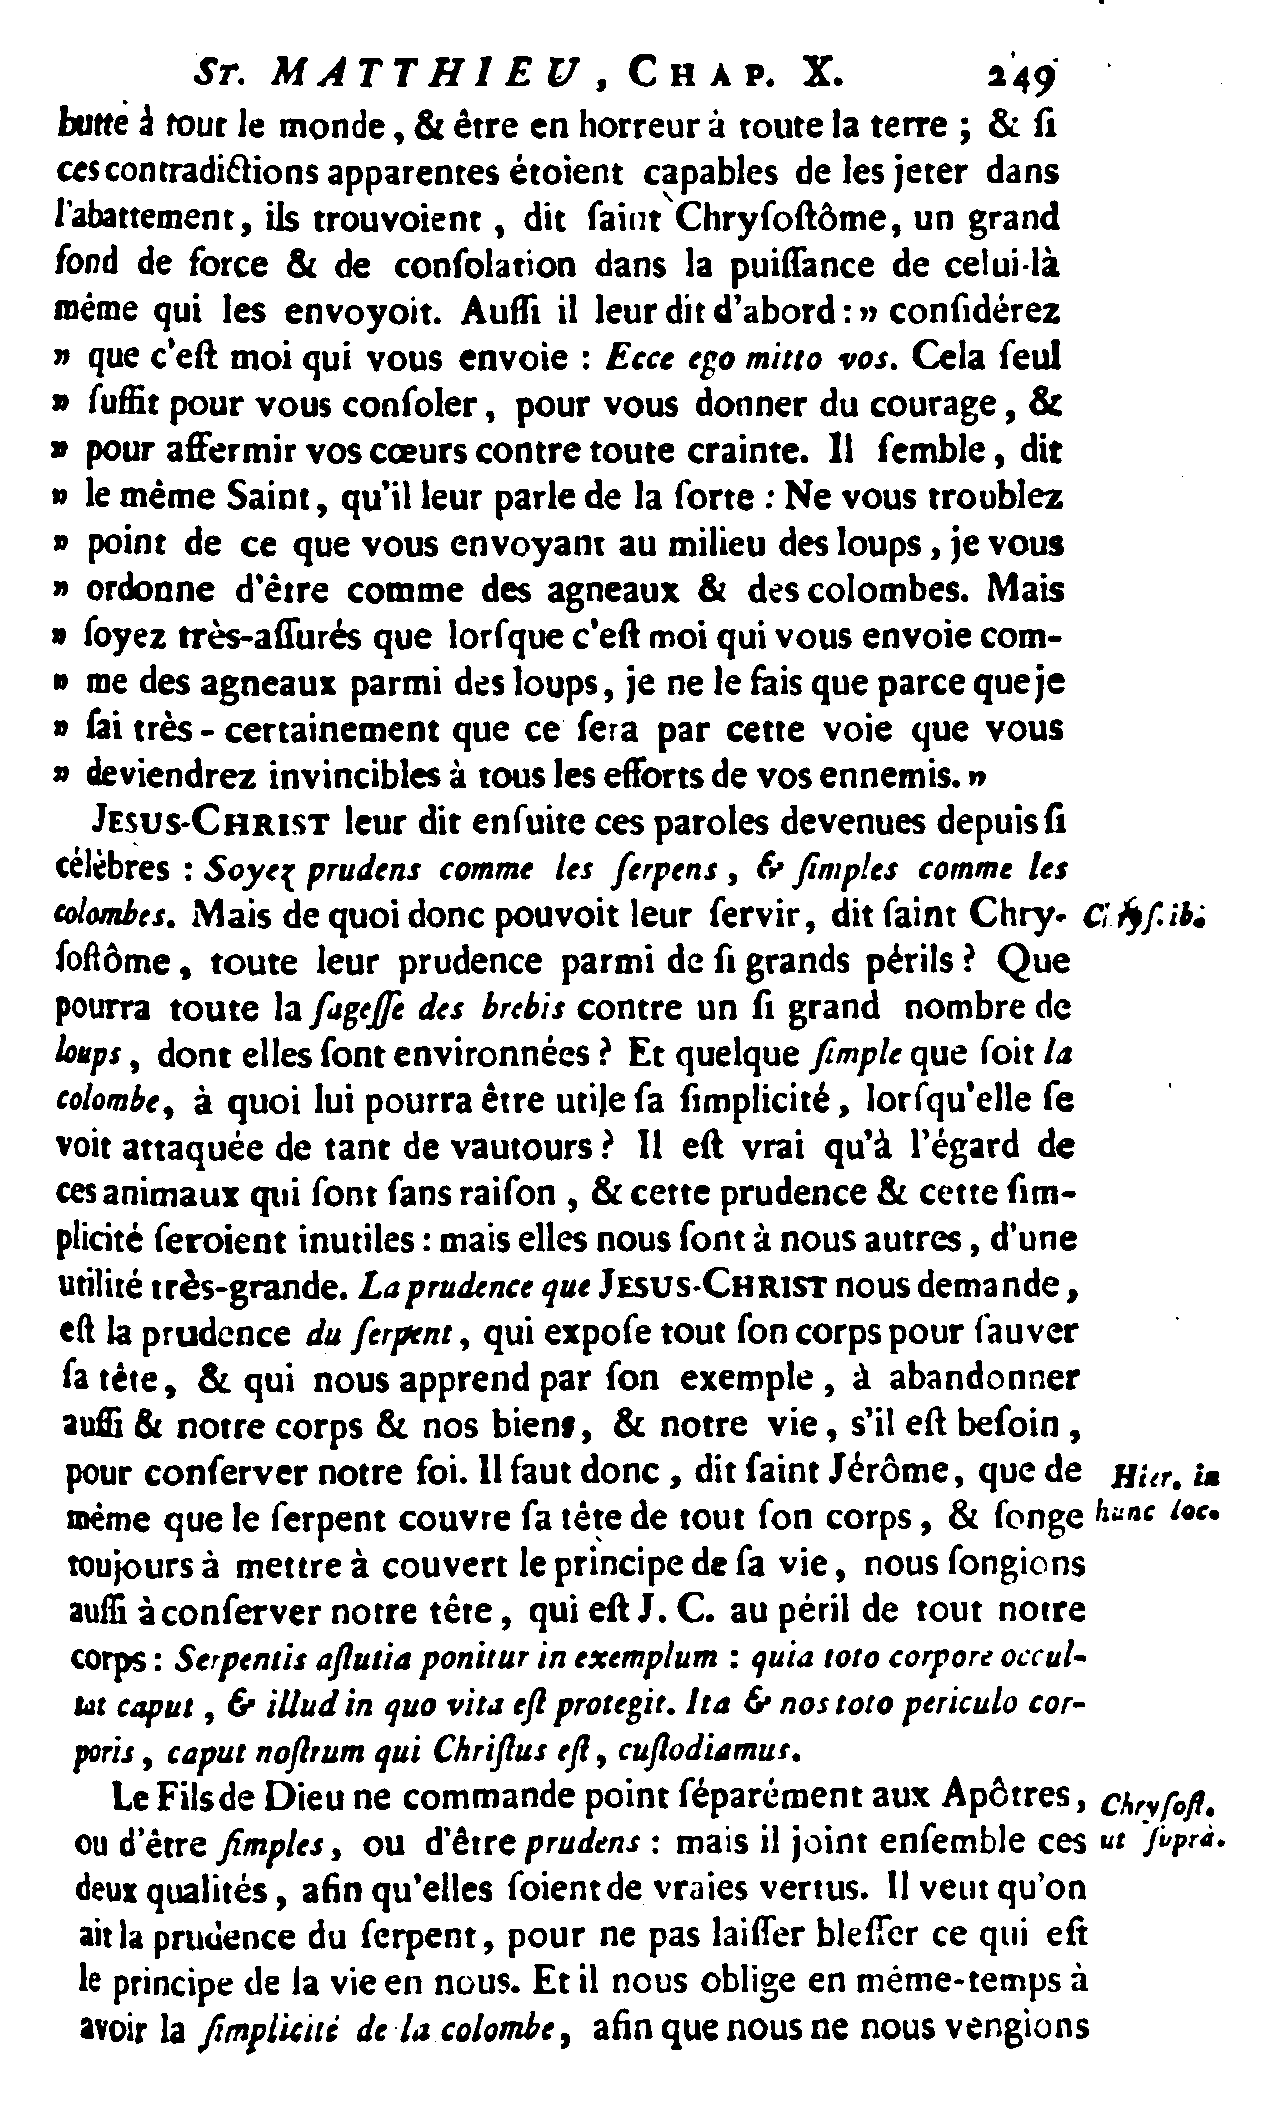 ST. MATTHIEU, CHAP. X. 249
butte à tout le monde, & être en horreur à toute la terre ; & ſi
ces contradictions apparentes étoient capables de les jeter dans
l'abattement, ils trouvoient, dit ſaint Chryſoſtôme, un grand
fond de force & de conſolation dans la puiſſance de celui-là
même qui les envoyoit. Auſſi il leur dit d'abord : » conſidérez
» que c'eſt moi qui vous envoie : Ecce ego mitto vos. Cela ſeul
» ſuffit pour vous conſoler, pour vous donner du courage, &
» pour affermir vos cœurs contre toute crainte. Il ſemble, dit
» le même Saint, qu'il leur parle de la ſorte : Ne vous troublez
» point de ce que vous envoyant au milieu des loups, je vous
» ordonne d'être comme des agneaux & des colombes. Mais
» ſoyez très-aſſurés que lorſque c'eſt moi qui vous envoie com-
» me des agneaux parmi des loups, je ne le fais que parce que je
» ſai très-certainement que ce ſera par cette voie que vous
» deviendrez invincibles à tous les efforts de vos ennemis. »
JESUS-CHRIST leur dit enſuite ces paroles devenues depuis ſi
célèbres : Soyez prudens comme les ſerpens, & ſimples comme les
colombes. Mais de quoi donc pouvoit leur ſervir, dit ſaint Chry- Chryſ. ib.
ſoſtôme, toute leur prudence parmi de ſi grands périls ? Que
pourra toute la ſageſſe des brebis contre un ſi grand nombre de
loups, dont elles ſont environnées ? Et quelque ſimple que ſoit la
colombe, à quoi lui pourra être utile ſa ſimplicité, lorſqu'elle ſe
voit attaquée de tant de vautours ? Il eſt vrai qu'à l'égard de
ces animaux qui ſont ſans raiſon, & cette prudence & cette ſim-
plicité ſeroient inutiles : mais elles nous ſont à nous autres, d'une
utilité très-grande. La prudence que JESUS-CHRIST nous demande,
eſt la prudence du ſerpent, qui expoſe tout ſon corps pour ſauver
ſa tête, & qui nous apprend par ſon exemple, à abandonner
auſſi & notre corps & nos biens, & notre vie, s'il eſt beſoin,
pour conſerver notre foi. Il faut donc, dit ſaint Jérôme, que de Hier. in
même que le ſerpent couvre ſa tête de tout ſon corps, & ſonge hunc loc.
toujours à mettre à couvert le principe de ſa vie, nous ſongions
auſſi à conſerver notre tête, qui eſt J. C. au péril de tout notre
corps : Serpentis aſtutia ponitur in exemplum : quia toto corpore occul-
tat caput, & illud in quo vita eſt protegit. Ita & nos toto periculo cor-
poris, caput noſtrum qui Chriſtus eſt, cuſtodiamus.
Le Fils de Dieu ne commande point ſéparément aux Apôtres, Chryſoſt.
ou d'être ſimples, ou d'être prudens : mais il joint enſemble ces ut ſuprà.
deux qualités, afin qu'elles ſoient de vraies vertus. Il veut qu'on
ait la prudence du ſerpent, pour ne pas laiſſer bleſſer ce qui eſt
le principe de la vie en nous. Et il nous oblige en même-temps à
avoir la ſimplicité de la colombe, afin que nous ne nous vengions